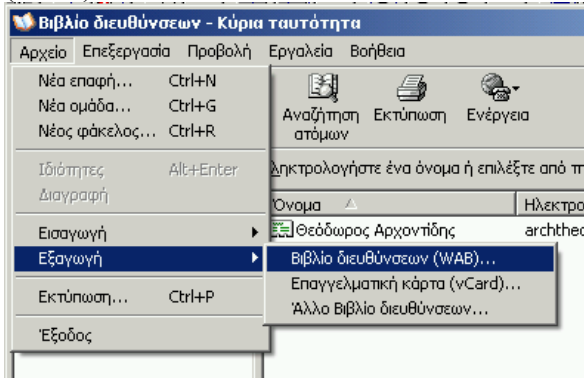 Βιβλίο διευθύνσεων - Κύρια ταυτότητα
Αρχείο Επεξεργασία Προβολή Εργαλεία Βοήθεια
Νέα επαφή... Ctrl+N
Νέα ομάδα... Ctrl+G
Νέος φάκελος... Ctrl+R
Ιδιότητες Alt+Enter
Διαγραφή
Εισαγωγή
Εξαγωγή
Εκτύπωση... Ctrl+P
Έξοδος
Αναζήτηση ατόμων
Εκτύπωση
Ενέργεια
ληκτρολογήστε ένα όνομα ή επιλέξτε από
Όνομα Ηλεκτρο
Θεόδωρος Αρχοντίδης archtheo
Βιβλίο διευθύνσεων (WAB)...
Επαγγελματική κάρτα (vCard)...
Άλλο Βιβλίο διευθύνσεων...